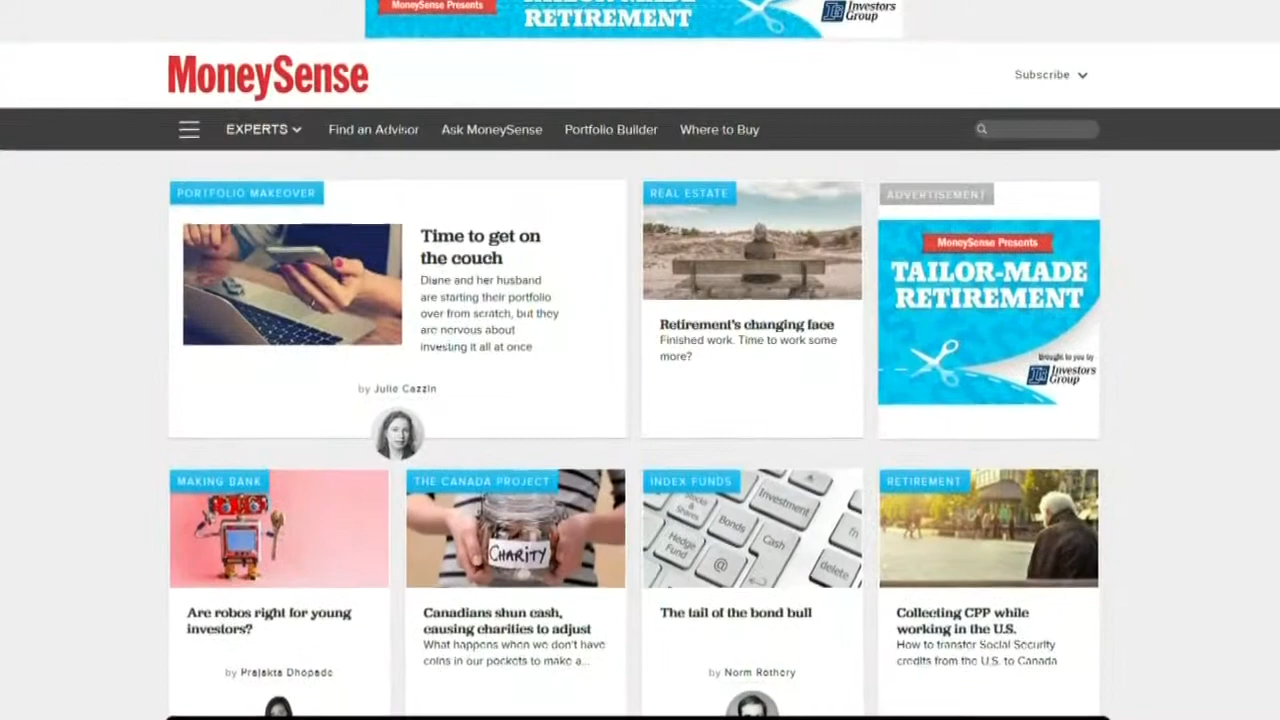 MoneySense Presents
RETIREMENT
Investors
Group
MoneySense
Subscribe
EXPERTS
Find an Advisor
Ask MoneySense
Portfolio Builder
Where to Buy
PORTFOLIO MAKEOVER
Time to get on
the couch
Diane and her husband
are starting their portfolio
over from scratch, but they
are nervous about
investing it all at once
by Julie Cazzin
REAL ESTATE
Retirement's changing face
Finished work. Time to work some
more?
ADVERTISEMENT
MoneySense Presents
TAILOR-MADE
RETIREMENT
Brought to you by
Investors
Group
MAKING BANK
Are robos right for young
investors?
by Prajakta Dhopade
THE CANADA PROJECT
CHARITY
Canadians shun cash,
causing charities to adjust
What happens when we don't have
coins in our pockets to make a...
INDEX FUNDS
Stocks
&
Shares
Investment
Bonds
Hedge
Fund
Cash
@
fn
delete
The tail of the bond bull
by Norm Rothery
RETIREMENT
Collecting CPP while
working in the U.S.
How to transfer Social Security
credits from the U.S. to Canada